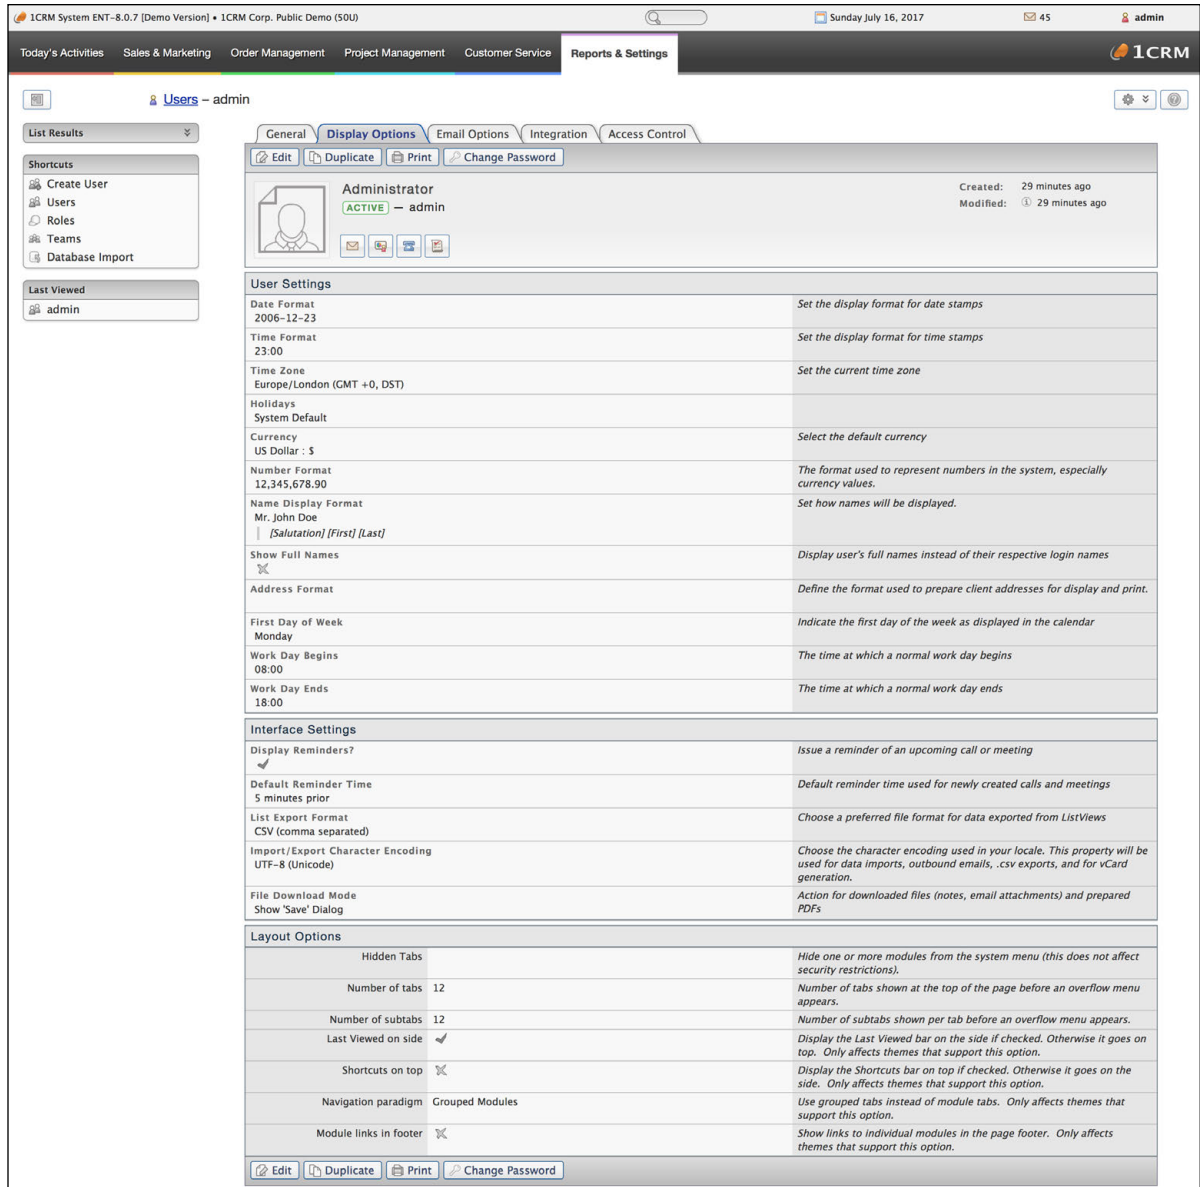 1CRM System ENT-8.0.7 [Demo Version] • 1CRM Corp. Public Demo (50U)
Sunday July 16, 2017
45
admin
Today's Activities
Sales & Marketing
Order Management
Project Management
Customer Service
Reports & Settings
1CRM
Users – admin
List Results
Shortcuts
Create User
Users
Roles
Teams
Database Import
Last Viewed
admin
General
Display Options
Email Options
Integration
Access Control
Edit
Duplicate
Print
Change Password
Administrator
ACTIVE — admin
Created: 29 minutes ago
Modified: 29 minutes ago
User Settings
Date Format
2006-12-23
Set the display format for date stamps
Time Format
23:00
Set the display format for time stamps
Time Zone
Europe/London (GMT +0, DST)
Set the current time zone
Holidays
System Default
Currency
US Dollar : $
Select the default currency
Number Format
12,345,678.90
The format used to represent numbers in the system, especially
currency values.
Name Display Format
Mr. John Doe
[Salutation] [First] [Last]
Set how names will be displayed.
Show Full Names
Display user's full names instead of their respective login names
Address Format
Define the format used to prepare client addresses for display and print.
First Day of Week
Monday
Indicate the first day of the week as displayed in the calendar
Work Day Begins
08:00
The time at which a normal work day begins
Work Day Ends
18:00
The time at which a normal work day ends
Interface Settings
Display Reminders?
Issue a reminder of an upcoming call or meeting
Default Reminder Time
5 minutes prior
Default reminder time used for newly created calls and meetings
List Export Format
CSV (comma separated)
Choose a preferred file format for data exported from ListViews
Import/Export Character Encoding
UTF-8 (Unicode)
Choose the character encoding used in your locale. This property will be
used for data imports, outbound emails, .csv exports, and for vCard
generation.
File Download Mode
Show 'Save' Dialog
Action for downloaded files (notes, email attachments) and prepared
PDFs
Layout Options
Hidden Tabs
Hide one or more modules from the system menu (this does not affect
security restrictions).
Number of tabs 12
Number of tabs shown at the top of the page before an overflow menu
appears.
Number of subtabs 12
Number of subtabs shown per tab before an overflow menu appears.
Last Viewed on side
Display the Last Viewed bar on the side if checked. Otherwise it goes on
top. Only affects themes that support this option.
Shortcuts on top
Display the Shortcuts bar on top if checked. Otherwise it goes on the
side. Only affects themes that support this option.
Navigation paradigm Grouped Modules
Use grouped tabs instead of module tabs. Only affects themes that
support this option.
Module links in footer
Show links to individual modules in the page footer. Only affects
themes that support this option.
Edit
Duplicate
Print
Change Password